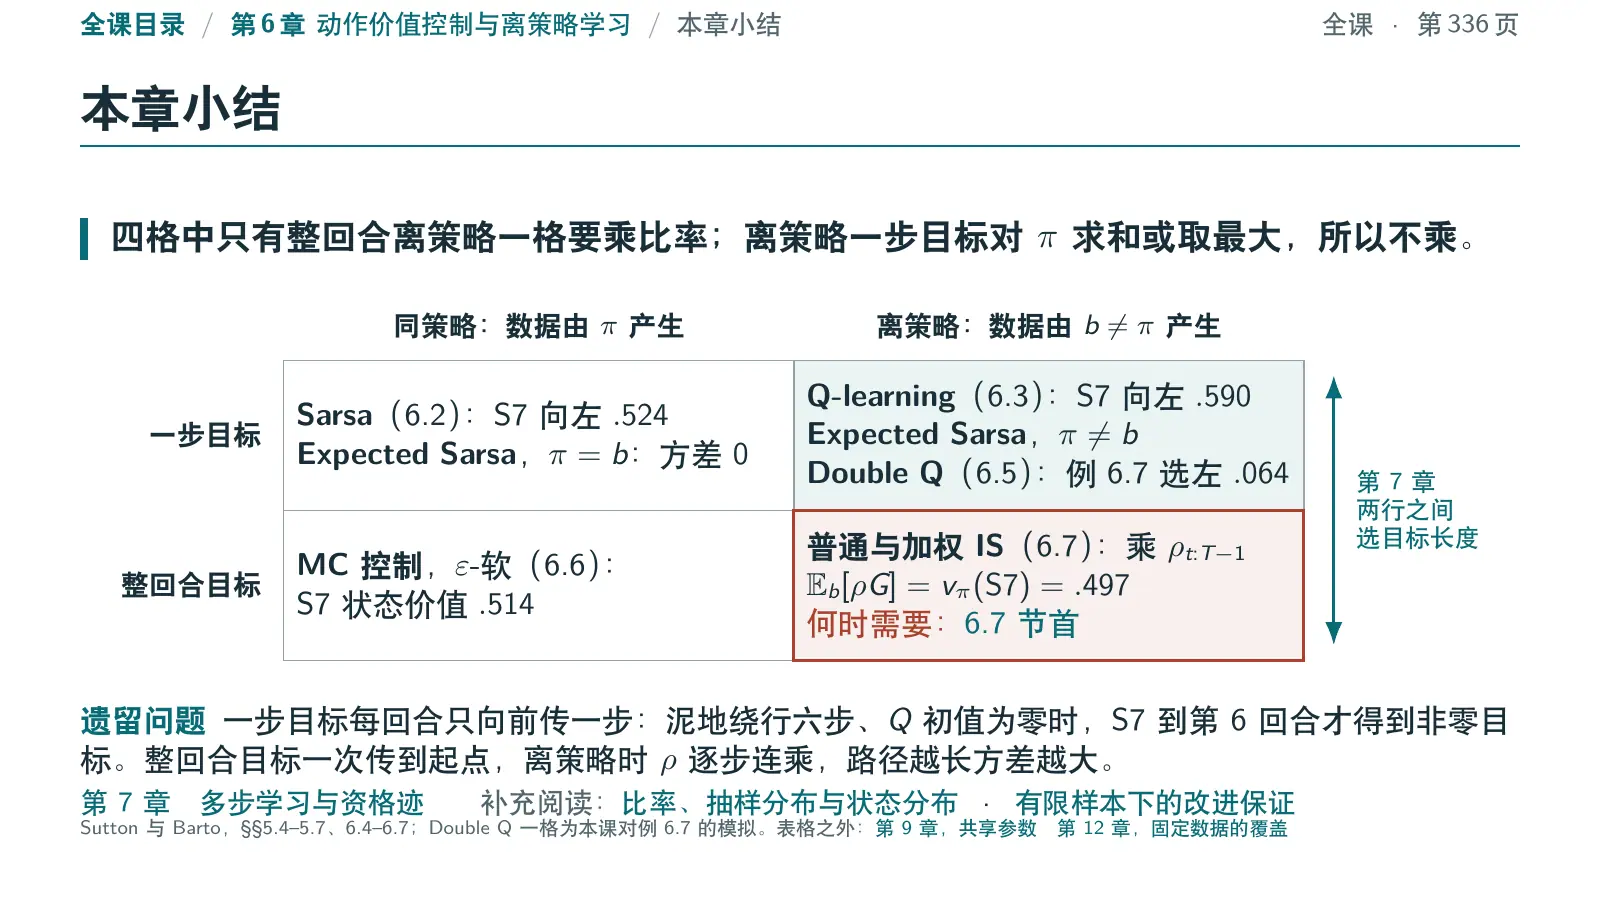 全课目录 / 第 6 章 动作价值控制与离策略学习 / 本章小结
全课 · 第 336 页
本章小结
四格中只有整回合离策略一格要乘比率；离策略一步目标对 π 求和或取最大，所以不乘。
同策略：数据由 π 产生
离策略：数据由 b ≠ π 产生
一步目标
Sarsa（6.2）：S7 向左 .524
Expected Sarsa，π = b：方差 0
Q-learning（6.3）：S7 向左 .590
Expected Sarsa，π ≠ b
Double Q（6.5）：例 6.7 选左 .064
整回合目标
MC 控制，ε-软（6.6）：
S7 状态价值 .514
普通与加权 IS（6.7）：乘 ρ_{t:T−1}
𝔼_b[ρG] = v_π(S7) = .497
何时需要：6.7 节首
第 7 章
两行之间
选目标长度
遗留问题 一步目标每回合只向前传一步：泥地绕行六步、Q 初值为零时，S7 到第 6 回合才得到非零目
标。整回合目标一次传到起点，离策略时 ρ 逐步连乘，路径越长方差越大。
第 7 章 多步学习与资格迹 补充阅读：比率、抽样分布与状态分布 · 有限样本下的改进保证
Sutton 与 Barto，§§5.4–5.7、6.4–6.7；Double Q 一格为本课对例 6.7 的模拟。表格之外：第 9 章，共享参数 第 12 章，固定数据的覆盖